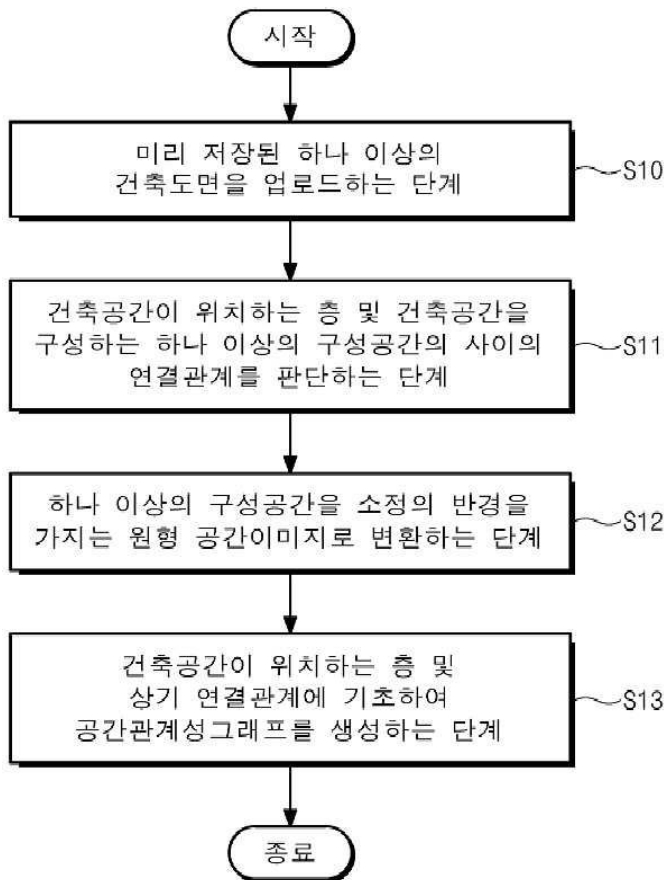 시작
미리 저장된 하나 이상의
건축도면을 업로드하는 단계
S10
건축공간이 위치하는 층 및 건축공간을
구성하는 하나 이상의 구성공간의 사이의
연결관계를 판단하는 단계
S11
하나 이상의 구성공간을 소정의 반경을
가지는 원형 공간이미지로 변환하는 단계
S12
건축공간이 위치하는 층 및
상기 연결관계에 기초하여
공간관계성그래프를 생성하는 단계
S13
종료